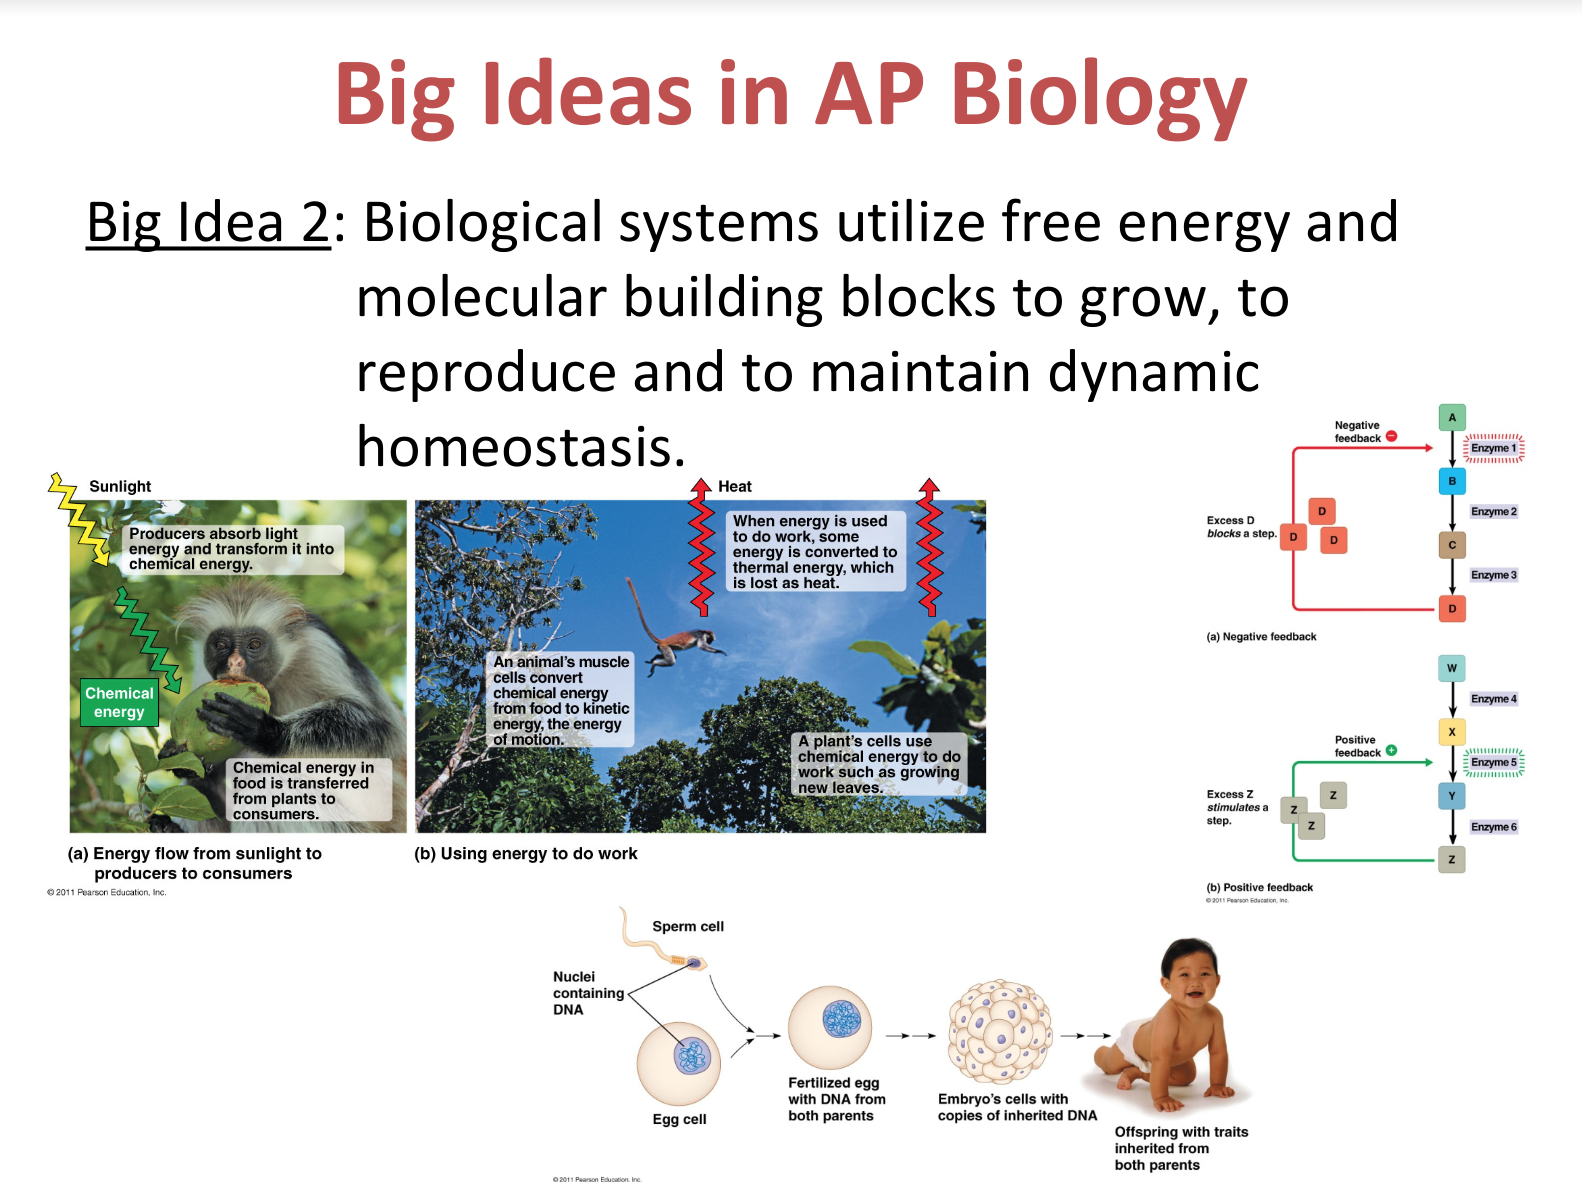 Big Ideas in AP Biology
Big Idea 2: Biological systems utilize free energy and
molecular building blocks to grow, to
reproduce and to maintain dynamic
homeostasis.
Sunlight
Producers absorb light
energy and transform it into
chemical energy.
Chemical
energy
Chemical energy in
food is transferred
from plants to
consumers.
(a) Energy flow from sunlight to
producers to consumers
© 2011 Pearson Education, Inc.
Heat
When energy is used
to do work, some
energy is converted to
thermal energy, which
is lost as heat.
An animal's muscle
cells convert
chemical energy
from food to kinetic
energy, the energy
of motion.
A plant's cells use
chemical energy to do
work such as growing
new leaves.
(b) Using energy to do work
Negative
feedback −
A
Enzyme 1
B
Enzyme 2
Excess D
blocks a step.
D
D
D
C
Enzyme 3
D
(a) Negative feedback
W
Enzyme 4
X
Positive
feedback +
Enzyme 5
Excess Z
stimulates a
step.
Z
Z
Z
Y
Enzyme 6
Z
(b) Positive feedback
© 2011 Pearson Education, Inc.
Sperm cell
Nuclei
containing
DNA
Egg cell
Fertilized egg
with DNA from
both parents
Embryo's cells with
copies of inherited DNA
Offspring with traits
inherited from
both parents
© 2011 Pearson Education, Inc.